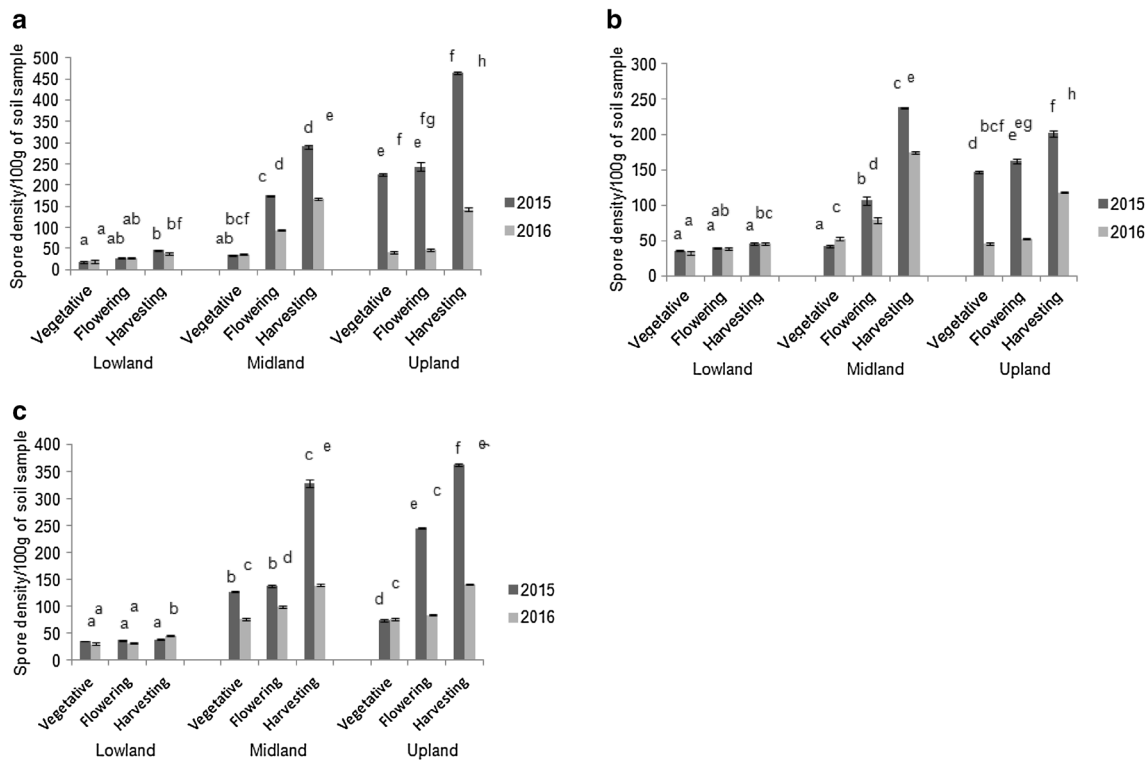 a
Spore density/100g of soil sample
500
450
400
350
300
250
200
150
100
50
0
a a
ab ab
b bf
ab bcf
c d
d e
e f
e fg
f h
Vegetative Flowering Harvesting Vegetative Flowering Harvesting Vegetative Flowering Harvesting
Lowland Midland Upland
2015
2016
b
Spore density/100g of soil sample
300
250
200
150
100
50
0
a a
a ab
a bc
a c
b d
c e
d bcf
e eg
f h
Vegetative Flowering Harvesting Vegetative Flowering Harvesting Vegetative Flowering Harvesting
Lowland Midland Upland
2015
2016
c
Spore density/100g of soil sample
400
350
300
250
200
150
100
50
0
a a
a a
a b
b c
b d
c e
d c
e c
f
Vegetative Flowering Harvesting Vegetative Flowering Harvesting Vegetative Flowering Harvesting
Lowland Midland Upland
2015
2016